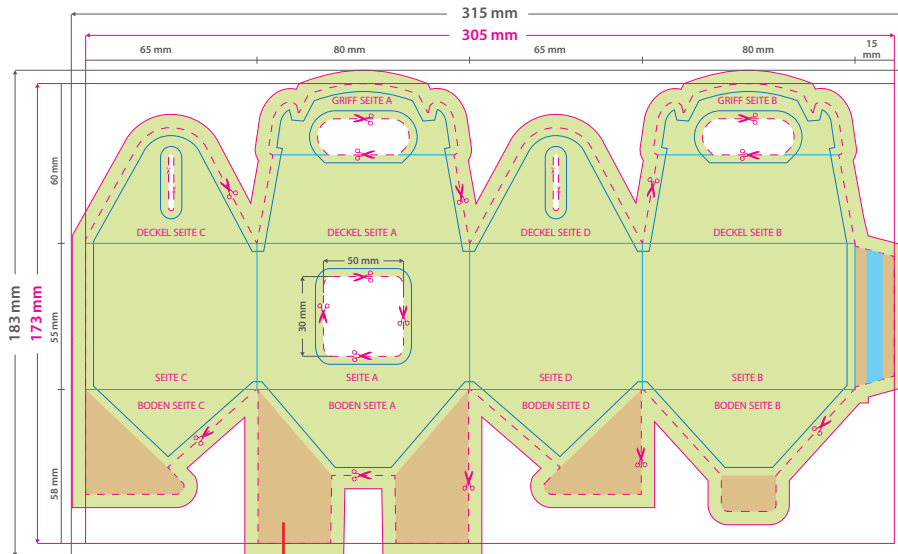 315 mm
305 mm
65 mm
80 mm
65 mm
80 mm
15
mm
183 mm
173 mm
60 mm
55 mm
58 mm
GRIFF SEITE A
GRIFF SEITE B
DECKEL SEITE C
DECKEL SEITE A
DECKEL SEITE D
DECKEL SEITE B
50 mm
30 mm
SEITE C
SEITE A
SEITE D
SEITE B
BODEN SEITE C
BODEN SEITE A
BODEN SEITE D
BODEN SEITE B